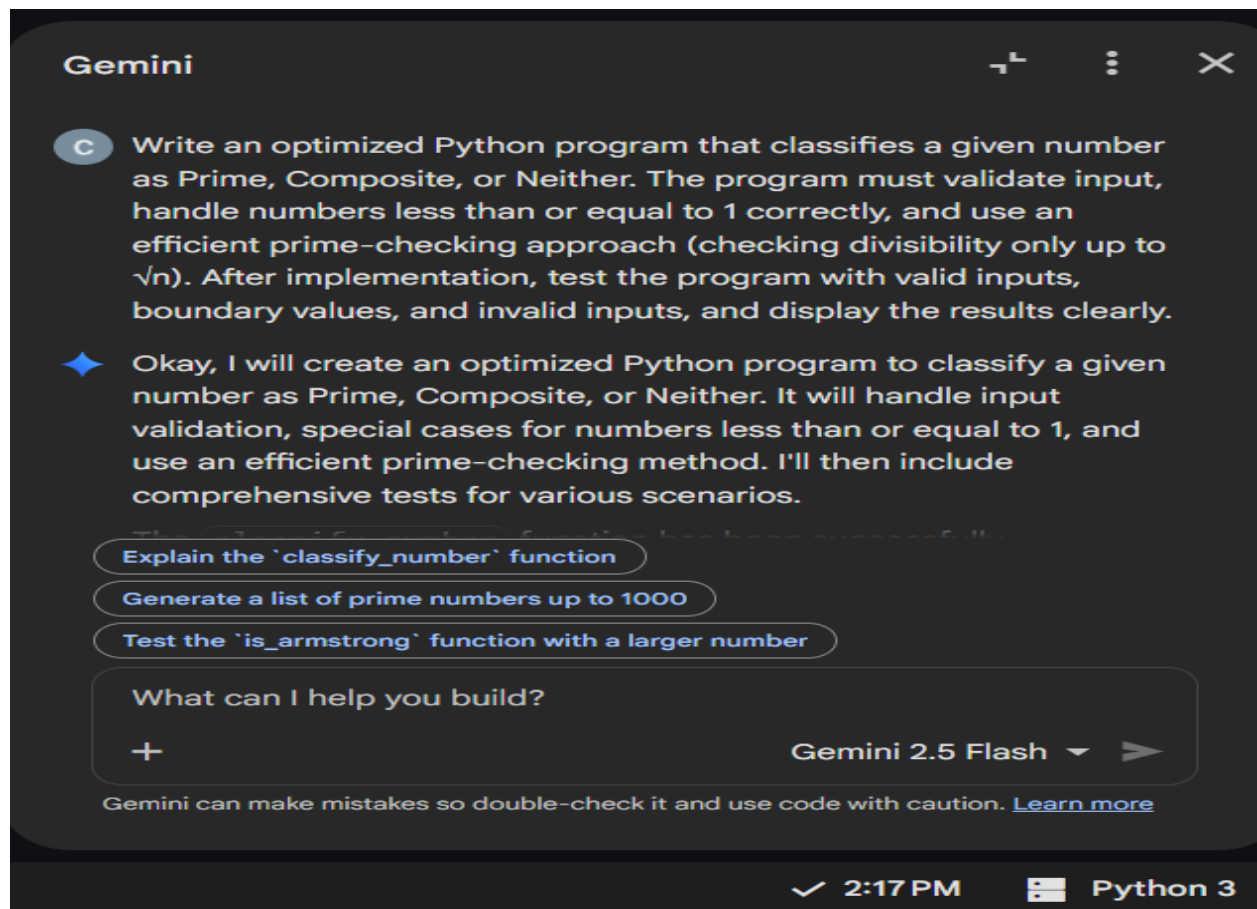 Gemini
C
Write an optimized Python program that classifies a given number
as Prime, Composite, or Neither. The program must validate input,
handle numbers less than or equal to 1 correctly, and use an
efficient prime-checking approach (checking divisibility only up to
√n). After implementation, test the program with valid inputs,
boundary values, and invalid inputs, and display the results clearly.
Okay, I will create an optimized Python program to classify a given
number as Prime, Composite, or Neither. It will handle input
validation, special cases for numbers less than or equal to 1, and
use an efficient prime-checking method. I'll then include
comprehensive tests for various scenarios.
Explain the `classify_number` function
Generate a list of prime numbers up to 1000
Test the `is_armstrong` function with a larger number
What can I help you build?
Gemini 2.5 Flash
Gemini can make mistakes so double-check it and use code with caution. Learn more
2:17 PM Python 3